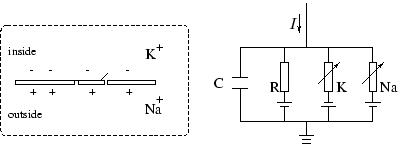 inside
K+
- - - -
+ + + +
Na+
outside
I
C
R
K
Na